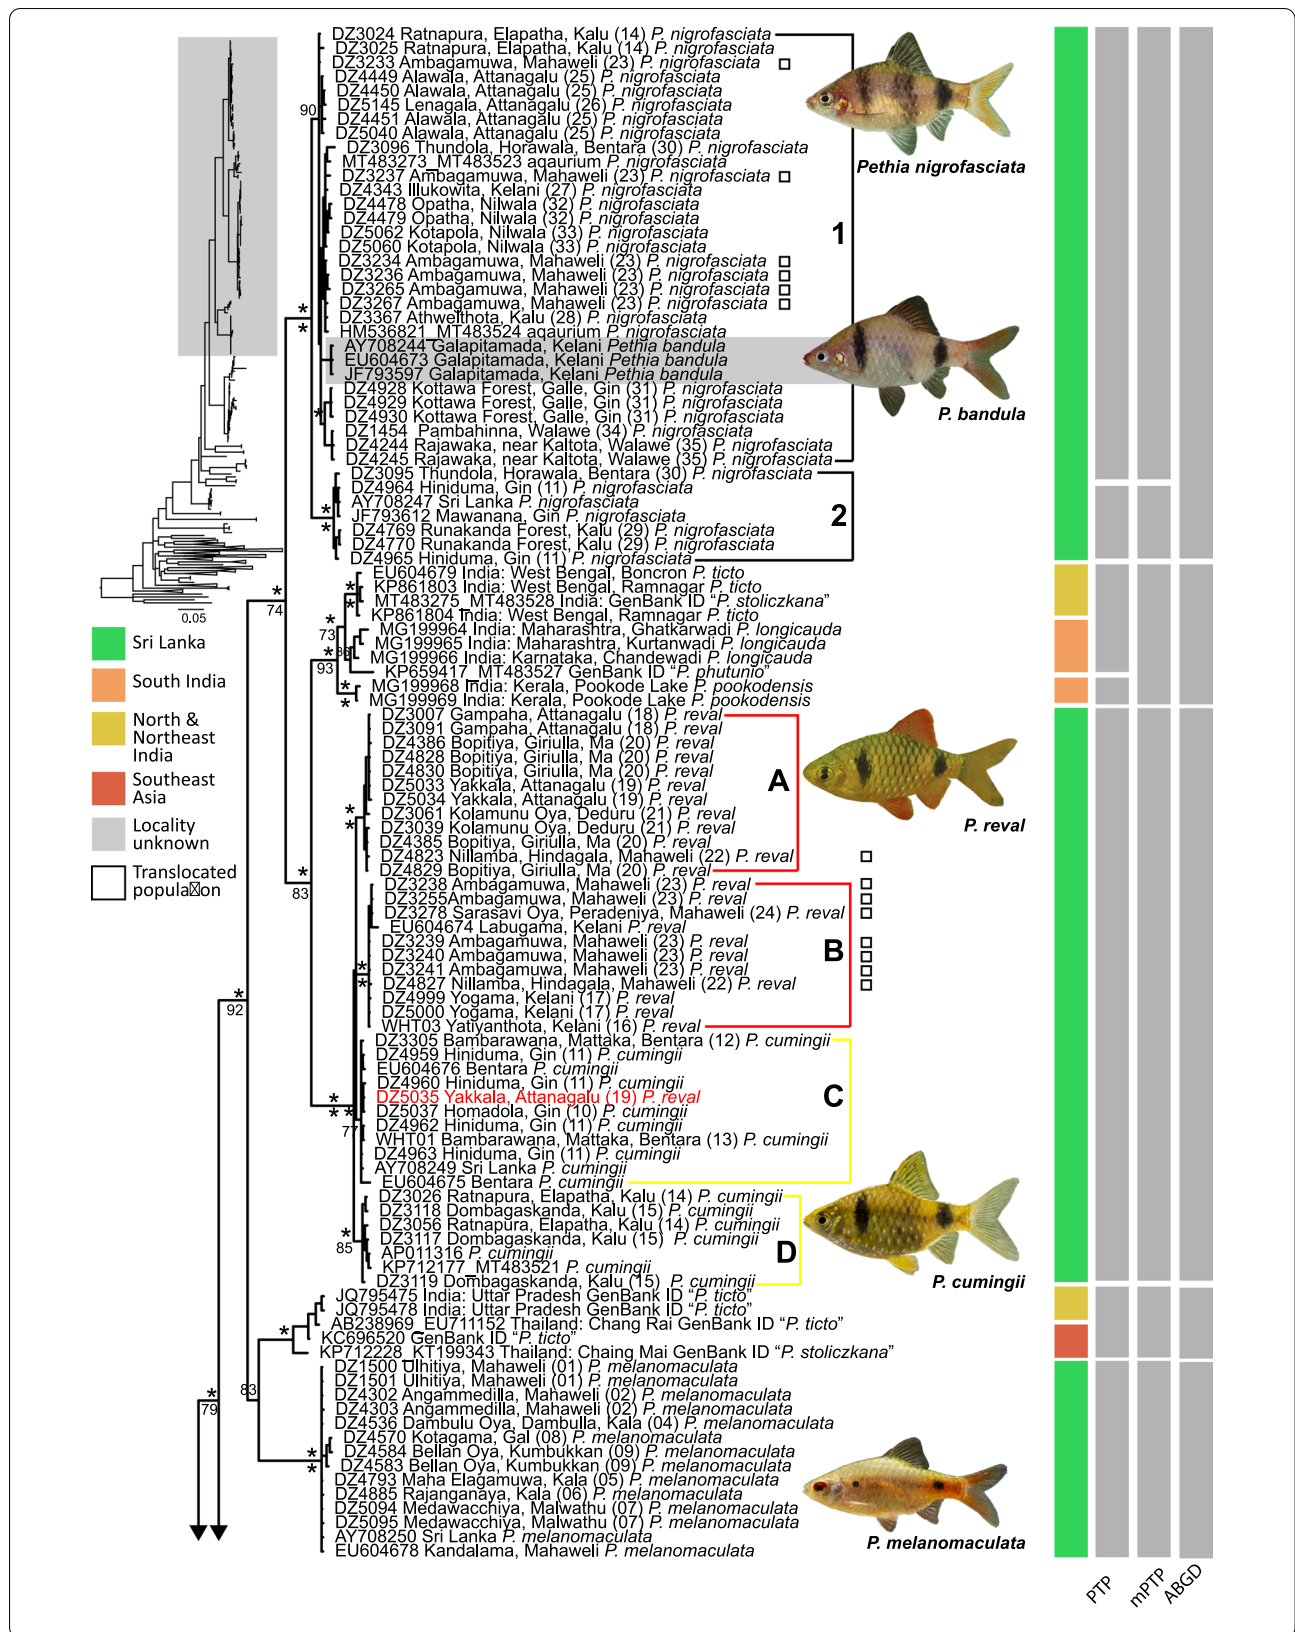 DZ3024 Ratnapura, Elapatha, Kalu (14) P. nigrofasciata
DZ3025 Ratnapura, Elapatha, Kalu (14) P. nigrofasciata
DZ3233 Ambagamuwa, Mahaweli (23) P. nigrofasciata
DZ4449 Alawala, Attanagalu (25) P. nigrofasciata
DZ4450 Alawala, Attanagalu (25) P. nigrofasciata
DZ5145 Lenagala, Attanagalu (26) P. nigrofasciata
DZ4451 Alawala, Attanagalu (25) P. nigrofasciata
DZ5040 Alawala, Attanagalu (25) P. nigrofasciata
90
DZ3096 Thundola, Horawala, Bentara (30) P. nigrofasciata
MT483273_MT483523 aqaurium P. nigrofasciata
DZ3237 Ambagamuwa, Mahaweli (23) P. nigrofasciata
DZ4343 Illukowita, Kelani (27) P. nigrofasciata
DZ4478 Opatha, Nilwala (32) P. nigrofasciata
DZ4479 Opatha, Nilwala (32) P. nigrofasciata
DZ5062 Kotapola, Nilwala (33) P. nigrofasciata
DZ5060 Kotapola, Nilwala (33) P. nigrofasciata
DZ3234 Ambagamuwa, Mahaweli (23) P. nigrofasciata
DZ3236 Ambagamuwa, Mahaweli (23) P. nigrofasciata
DZ3265 Ambagamuwa, Mahaweli (23) P. nigrofasciata
DZ3267 Ambagamuwa, Mahaweli (23) P. nigrofasciata
DZ3367 Athwelthota, Kalu (28) P. nigrofasciata
HM536821_MT483524 aqaurium P. nigrofasciata
AY708244 Galapitamada, Kelani Pethia bandula
EU604673 Galapitamada, Kelani Pethia bandula
JF793597 Galapitamada, Kelani Pethia bandula
DZ4928 Kottawa Forest, Galle, Gin (31) P. nigrofasciata
DZ4929 Kottawa Forest, Galle, Gin (31) P. nigrofasciata
DZ4930 Kottawa Forest, Galle, Gin (31) P. nigrofasciata
DZ1454 Pambahinna, Walawe (34) P. nigrofasciata
DZ4244 Rajawaka, near Kaltota, Walawe (35) P. nigrofasciata
DZ4245 Rajawaka, near Kaltota, Walawe (35) P. nigrofasciata
1
Pethia nigrofasciata
P. bandula
DZ3095 Thundola, Horawala, Bentara (30) P. nigrofasciata
DZ4964 Hiniduma, Gin (11) P. nigrofasciata
AY708247 Sri Lanka P. nigrofasciata
JF793612 Mawanana, Gin P. nigrofasciata
DZ4769 Runakanda Forest, Kalu (29) P. nigrofasciata
DZ4770 Runakanda Forest, Kalu (29) P. nigrofasciata
DZ4965 Hiniduma, Gin (11) P. nigrofasciata
2
EU604679 India: West Bengal, Boncron P. ticto
KP861803 India: West Bengal, Ramnagar P. ticto
MT483275_MT483528 India: GenBank ID “P. stoliczkana”
KP861804 India: West Bengal, Ramnagar P. ticto
MG199964 India: Maharashtra, Ghatkarwadi P. longicauda
MG199965 India: Maharashtra, Kurtanwadi P. longicauda
MG199966 India: Karnataka, Chandewadi P. longicauda
KP659417_MT483527 GenBank ID “P. phutunio”
MG199968 India: Kerala, Pookode Lake P. pookodensis
MG199969 India: Kerala, Pookode Lake P. pookodensis
74
73
86
93
0.05
Sri Lanka
South India
North &
Northeast
India
Southeast
Asia
Locality
unknown
Translocated
popula☒on
DZ3007 Gampaha, Attanagalu (18) P. reval
DZ3091 Gampaha, Attanagalu (18) P. reval
DZ4386 Bopitiya, Giriulla, Ma (20) P. reval
DZ4828 Bopitiya, Giriulla, Ma (20) P. reval
DZ4830 Bopitiya, Giriulla, Ma (20) P. reval
DZ5033 Yakkala, Attanagalu (19) P. reval
DZ5034 Yakkala, Attanagalu (19) P. reval
DZ3061 Kolamunu Oya, Deduru (21) P. reval
DZ3039 Kolamunu Oya, Deduru (21) P. reval
DZ4385 Bopitiya, Giriulla, Ma (20) P. reval
DZ4823 Nillamba, Hindagala, Mahaweli (22) P. reval
DZ4829 Bopitiya, Giriulla, Ma (20) P. reval
A
P. reval
DZ3238 Ambagamuwa, Mahaweli (23) P. reval
DZ3255Ambagamuwa, Mahaweli (23) P. reval
DZ3278 Sarasavi Oya, Peradeniya, Mahaweli (24) P. reval
EU604674 Labugama, Kelani P. reval
DZ3239 Ambagamuwa, Mahaweli (23) P. reval
DZ3240 Ambagamuwa, Mahaweli (23) P. reval
DZ3241 Ambagamuwa, Mahaweli (23) P. reval
DZ4827 Nillamba, Hindagala, Mahaweli (22) P. reval
DZ4999 Yogama, Kelani (17) P. reval
DZ5000 Yogama, Kelani (17) P. reval
WHT03 Yatiyanthota, Kelani (16) P. reval
B
83
92
DZ3305 Bambarawana, Mattaka, Bentara (12) P. cumingii
DZ4959 Hiniduma, Gin (11) P. cumingii
EU604676 Bentara P. cumingii
DZ4960 Hiniduma, Gin (11) P. cumingii
DZ5035 Yakkala, Attanagalu (19) P. reval
DZ5037 Homadola, Gin (10) P. cumingii
DZ4962 Hiniduma, Gin (11) P. cumingii
WHT01 Bambarawana, Mattaka, Bentara (13) P. cumingii
DZ4963 Hiniduma, Gin (11) P. cumingii
AY708249 Sri Lanka P. cumingii
EU604675 Bentara P. cumingii
C
77
DZ3026 Ratnapura, Elapatha, Kalu (14) P. cumingii
DZ3118 Dombagaskanda, Kalu (15) P. cumingii
DZ3056 Ratnapura, Elapatha, Kalu (14) P. cumingii
DZ3117 Dombagaskanda, Kalu (15) P. cumingii
AP011316 P. cumingii
KP712177_MT483521 P. cumingii
DZ3119 Dombagaskanda, Kalu (15) P. cumingii
D
85
P. cumingii
JQ795475 India: Uttar Pradesh GenBank ID “P. ticto”
JQ795478 India: Uttar Pradesh GenBank ID “P. ticto”
AB238969_EU711152 Thailand: Chang Rai GenBank ID “P. ticto”
KC696520 GenBank ID “P. ticto”
KP712228_KT199343 Thailand: Chaing Mai GenBank ID “P. stoliczkana”
83
79
DZ1500 Ulhitiya, Mahaweli (01) P. melanomaculata
DZ1501 Ulhitiya, Mahaweli (01) P. melanomaculata
DZ4302 Angammedilla, Mahaweli (02) P. melanomaculata
DZ4303 Angammedilla, Mahaweli (02) P. melanomaculata
DZ4536 Dambulu Oya, Dambulla, Kala (04) P. melanomaculata
DZ4570 Kotagama, Gal (08) P. melanomaculata
DZ4584 Bellan Oya, Kumbukkan (09) P. melanomaculata
DZ4583 Bellan Oya, Kumbukkan (09) P. melanomaculata
DZ4793 Maha Elagamuwa, Kala (05) P. melanomaculata
DZ4885 Rajanganaya, Kala (06) P. melanomaculata
DZ5094 Medawacchiya, Malwathu (07) P. melanomaculata
DZ5095 Medawacchiya, Malwathu (07) P. melanomaculata
AY708250 Sri Lanka P. melanomaculata
EU604678 Kandalama, Mahaweli P. melanomaculata
P. melanomaculata
PTP
mPTP
ABGD